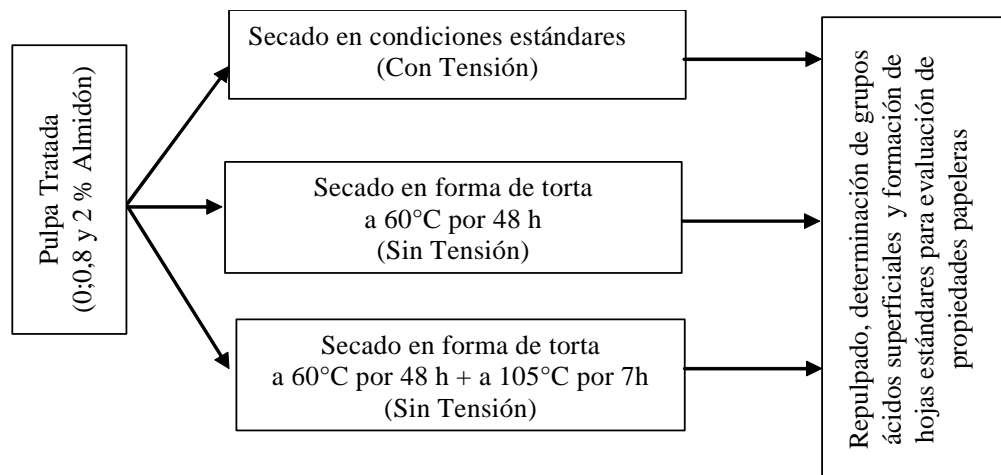 Pulpa Tratada
(0;0,8 y 2 % Almidón)
Secado en condiciones estándares
(Con Tensión)
Secado en forma de torta
a 60°C por 48 h
(Sin Tensión)
Secado en forma de torta
a 60°C por 48 h + a 105°C por 7h
(Sin Tensión)
Repulpado, determinación de grupos
ácidos superficiales y formación de
hojas estándares para evaluación de
propiedades papeleras